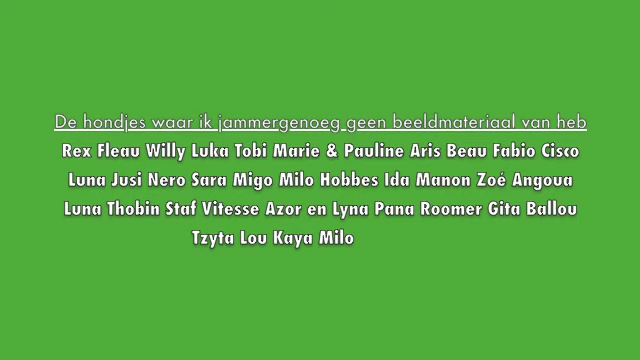 De hondjes waar ik jammergenoeg geen beeldmateriaal van heb
Rex Fleau Willy Luka Tobi Marie & Pauline Aris Beau Fabio Cisco
Luna Jusi Nero Sara Migo Milo Hobbes Ida Manon Zoé Angoua
Luna Thobin Staf Vitesse Azor en Lyna Pana Roomer Gita Ballou
Tzyta Lou Kaya Milo